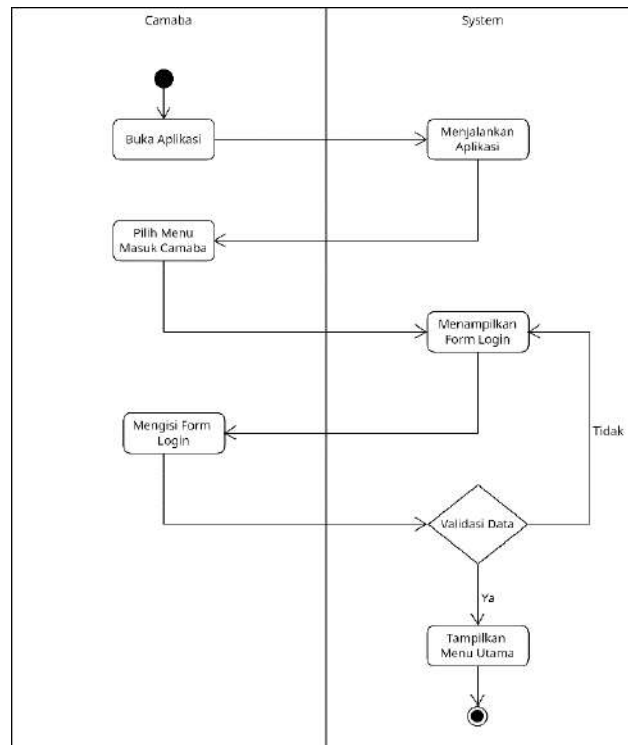 Camaba
System
Buka Aplikasi
Menjalankan
Aplikasi
Pilih Menu
Masuk Camaba
Menampilkan
Form Login
Mengisi Form
Login
Tidak
Validasi Data
Ya
Tampilkan
Menu Utama